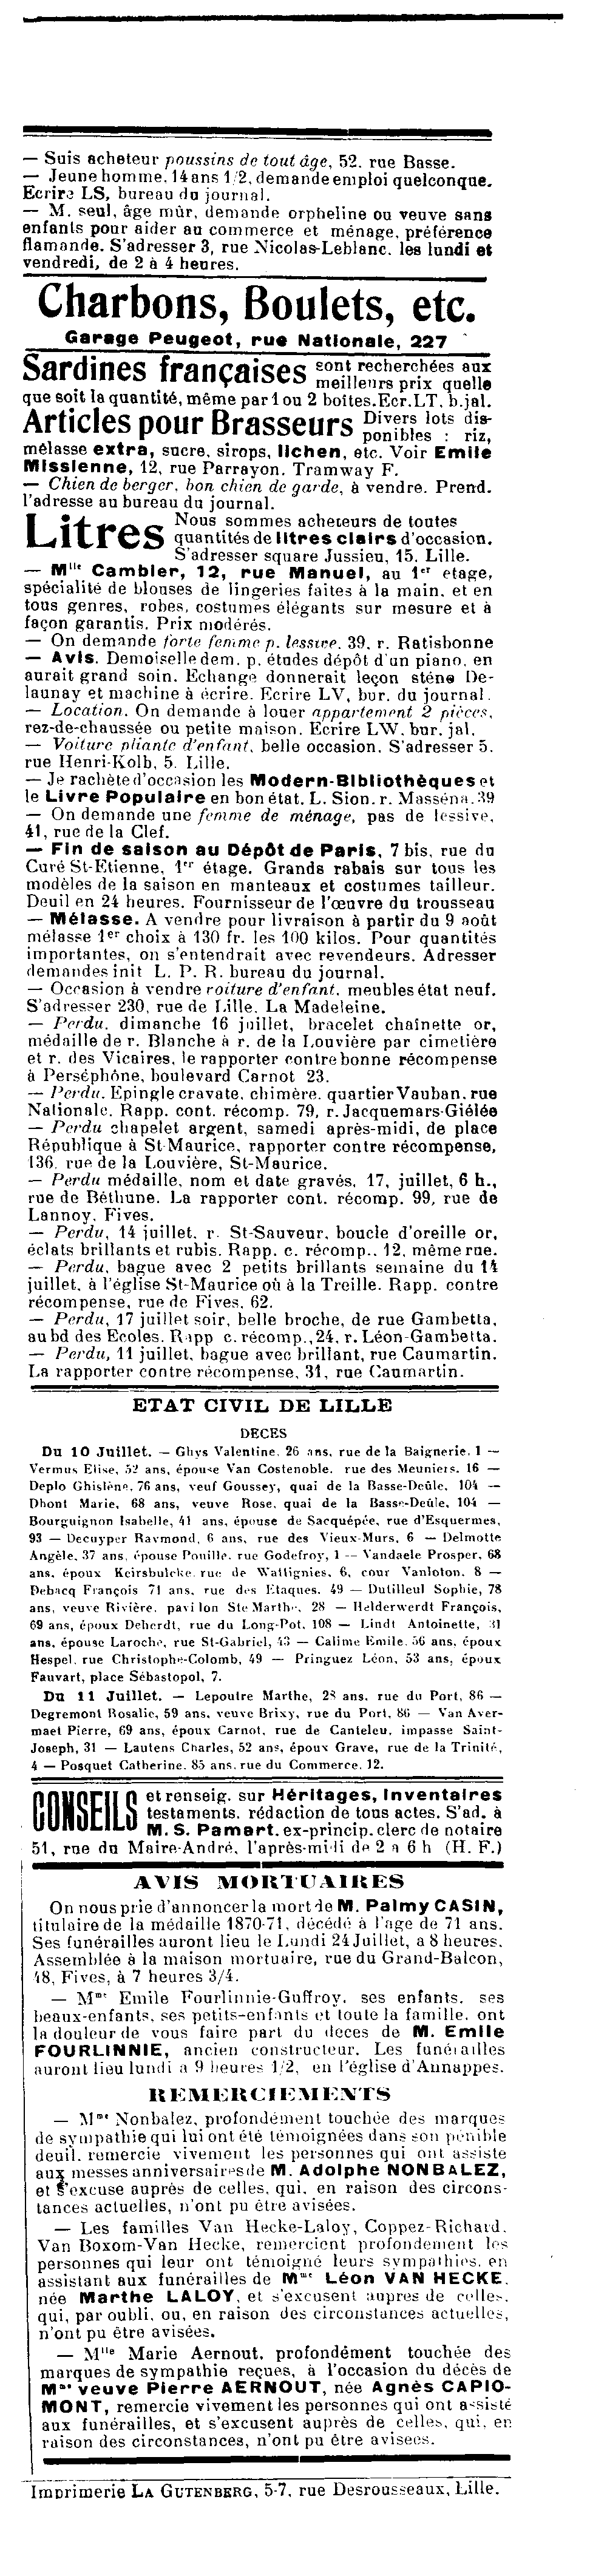 — Suis acheteur poussins de tout âge, 52. rue Basse.
— Jeune homme, 14 ans 1/2, demande emploi quelconque.
Ecrire LS, bureau du journal.
— M. seul, âge mûr, demande orpheline ou veuve sans
enfants pour aider au commerce et ménage, préférence
flamande. S'adresser 3, rue Nicolas-Leblanc. les lundi et
vendredi, de 2 à 4 heures.
Charbons, Boulets, etc.
Garage Peugeot, rue Nationale, 227
Sardines françaises sont recherchées aux
meilleurs prix quelle
que soit la quantité, même par 1 ou 2 boîtes. Ecr. LT, b. jal.
Articles pour Brasseurs Divers lots dis-
ponibles : riz,
mélasse extra, sucre, sirops, lichen, etc. Voir Emile
Missienne, 12, rue Parrayon. Tramway F.
— Chien de berger, bon chien de garde, à vendre. Prend.
l'adresse au bureau du journal.
Litres Nous sommes acheteurs de toutes
quantités de litres clairs d'occasion.
S'adresser square Jussieu, 15. Lille.
— Mlle Cambier, 12, rue Manuel, au 1er etage,
spécialité de blouses de lingeries faites à la main, et en
tous genres, robes, costumes élégants sur mesure et à
façon garantis. Prix modérés.
— On demande forte femme p. lessive. 39, r. Ratisbonne
— Avis. Demoiselle dem. p. études dépôt d'un piano, en
aurait grand soin. Echange donnerait leçon sténo De-
launay et machine à écrire. Ecrire LV, bur. du journal.
— Location. On demande à louer appartement 2 pièces,
rez-de-chaussée ou petite maison. Ecrire LW, bur. jal.
— Voiture pliante d'enfant, belle occasion. S'adresser 5.
rue Henri-Kolb, 5. Lille.
— Je rachète d'occasion les Modern-Bibliothèques et
le Livre Populaire en bon état. L. Sion. r. Masséna. 39
— On demande une femme de ménage, pas de lessive.
41, rue de la Clef.
— Fin de saison au Dépôt de Paris, 7 bis, rue du
Curé St-Etienne, 1er étage. Grands rabais sur tous les
modèles de la saison en manteaux et costumes tailleur.
Deuil en 24 heures. Fournisseur de l'œuvre du trousseau
— Mélasse. A vendre pour livraison à partir du 9 août
mélasse 1er choix à 130 fr. les 100 kilos. Pour quantités
importantes, on s'entendrait avec revendeurs. Adresser
demandes init L. P. R. bureau du journal.
— Occasion à vendre voiture d'enfant, meubles état neuf.
S'adresser 230, rue de Lille. La Madeleine.
— Perdu, dimanche 16 juillet, bracelet chaînette or,
médaille de r. Blanche à r. de la Louvière par cimetière
et r. des Vicaires, le rapporter contre bonne récompense
à Perséphône, boulevard Carnot 23.
— Perdu. Epingle cravate, chimère. quartier Vauban. rue
Nationale. Rapp. cont. récomp. 79, r. Jacquemars-Giélée
— Perdu chapelet argent, samedi après-midi, de place
République à St-Maurice, rapporter contre récompense,
136, rue de la Louvière, St-Maurice.
— Perdu médaille, nom et date gravés, 17, juillet, 6 h.,
rue de Béthune. La rapporter cont. récomp. 99, rue de
Lannoy. Fives.
— Perdu, 14 juillet, r. St-Sauveur, boucle d'oreille or,
éclats brillants et rubis. Rapp. c. récomp.. 12, même rue.
— Perdu, bague avec 2 petits brillants semaine du 14
juillet. à l'église St-Maurice où à la Treille. Rapp. contre
récompense, rue de Fives, 62.
— Perdu, 17 juillet soir, belle broche, de rue Gambetta,
au bd des Ecoles. Rapp c. récomp., 24, r. Léon-Gambetta.
— Perdu, 11 juillet, bague avec brillant, rue Caumartin.
La rapporter contre récompense, 31, rue Caumartin.
ETAT CIVIL DE LILLE
DECES
Du 10 Juillet. — Ghys Valentine, 26 ans, rue de la Baignerie, 1 —
Vermus Elise, 52 ans, épouse Van Costenoble, rue des Meuniers, 16 —
Deplo Ghislène, 76 ans, veuf Goussey, quai de la Basse-Deûle, 104 —
Dhont Marie, 68 ans, veuve Rose, quai de la Basse-Deûle, 104 —
Bourguignon Isabelle, 41 ans, épouse de Sacquépée, rue d'Esquermes,
93 — Decuyper Raymond, 6 ans, rue des Vieux-Murs, 6 — Delmotte
Angèle, 37 ans, épouse Pouille, rue Godefroy, 1 — Vandaele Prosper, 68
ans, époux Keirsbulcke, rue de Wattignies, 6, cour Vanloton. 8 —
Debacq François 71 ans, rue des Etaques, 49 — Dutilleul Sophie, 78
ans, veuve Rivière, pavillon Ste Marthe, 28 — Helderwerdt François,
69 ans, époux Deherdt, rue du Long-Pot, 108 — Lindt Antoinette, 31
ans, épouse Laroche, rue St-Gabriel, 43 — Calime Emile, 56 ans, époux
Hespel, rue Christophe-Colomb, 49 — Pringuez Léon, 53 ans, époux
Fauvart, place Sébastopol, 7.
Du 11 Juillet. — Lepoutre Marthe, 28 ans, rue du Port, 86 —
Degremont Rosalie, 59 ans, veuve Brixy, rue du Port, 86 — Van Aver-
maet Pierre, 69 ans, époux Carnot, rue de Canteleu, impasse Saint-
Joseph, 31 — Lautens Charles, 52 ans, époux Grave, rue de la Trinité,
4 — Posquet Catherine, 85 ans, rue du Commerce, 12.
CONSEILS et renseig. sur Héritages, Inventaires
testaments, rédaction de tous actes. S'ad. à
M. S. Pamart. ex-princip. clerc de notaire
51, rue du Maire-André, l'après-midi de 2 a 6 h (H. F.)
AVIS MORTUAIRES
On nous prie d'annoncer la mort de M. Palmy CASIN,
titulaire de la médaille 1870-71, décédé à l'age de 71 ans.
Ses funérailles auront lieu le Lundi 24 Juillet, a 8 heures.
Assemblée à la maison mortuaire, rue du Grand-Balcon,
48, Fives, à 7 heures 3/4.
— Mme Emile Fourlinnie-Guffroy, ses enfants, ses
beaux-enfants, ses petits-enfants et toute la famille, ont
la douleur de vous faire part du deces de M. Emile
FOURLINNIE, ancien constructeur. Les funérailles
auront lieu lundi a 9 heures 1/2, en l'église d'Annappes.
REMERCIEMENTS
— Mme Nonbalez, profondément touchée des marques
de sympathie qui lui ont été témoignées dans son pénible
deuil, remercie vivement les personnes qui ont assiste
aux messes anniversaires de M. Adolphe NONBALEZ,
et s'excuse auprès de celles, qui, en raison des circons-
tances actuelles, n'ont pu être avisées.
— Les familles Van Hecke-Laloy, Coppez-Richard,
Van Boxom-Van Hecke, remercient profondément les
personnes qui leur ont témoigné leurs sympathies, en
assistant aux funérailles de Mme Léon VAN HECKE,
née Marthe LALOY, et s'excusent aupres de celles,
qui, par oubli, ou, en raison des circonstances actuelles,
n'ont pu être avisées.
— Mlle Marie Aernout, profondément touchée des
marques de sympathie reçues, à l'occasion du décès de
Mme veuve Pierre AERNOUT, née Agnès CAPIO-
MONT, remercie vivement les personnes qui ont assisté
aux funérailles, et s'excusent auprès de celles, qui, en
raison des circonstances, n'ont pu être avisees.
Imprimerie LA GUTENBERG, 5-7, rue Desrousseaux, Lille.